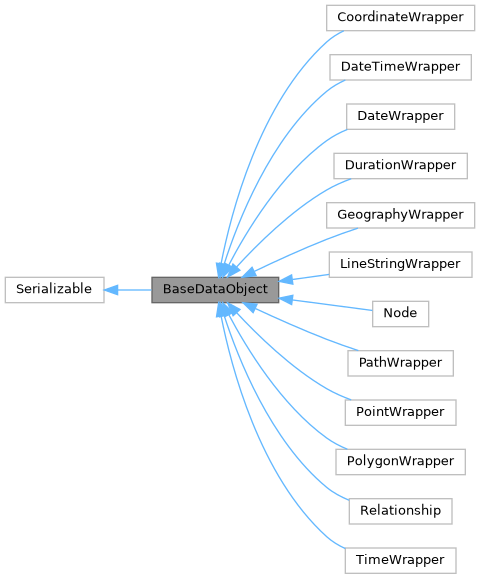 CoordinateWrapper
DateTimeWrapper
DateWrapper
DurationWrapper
GeographyWrapper
LineStringWrapper
Serializable
BaseDataObject
Node
PathWrapper
PointWrapper
PolygonWrapper
Relationship
TimeWrapper